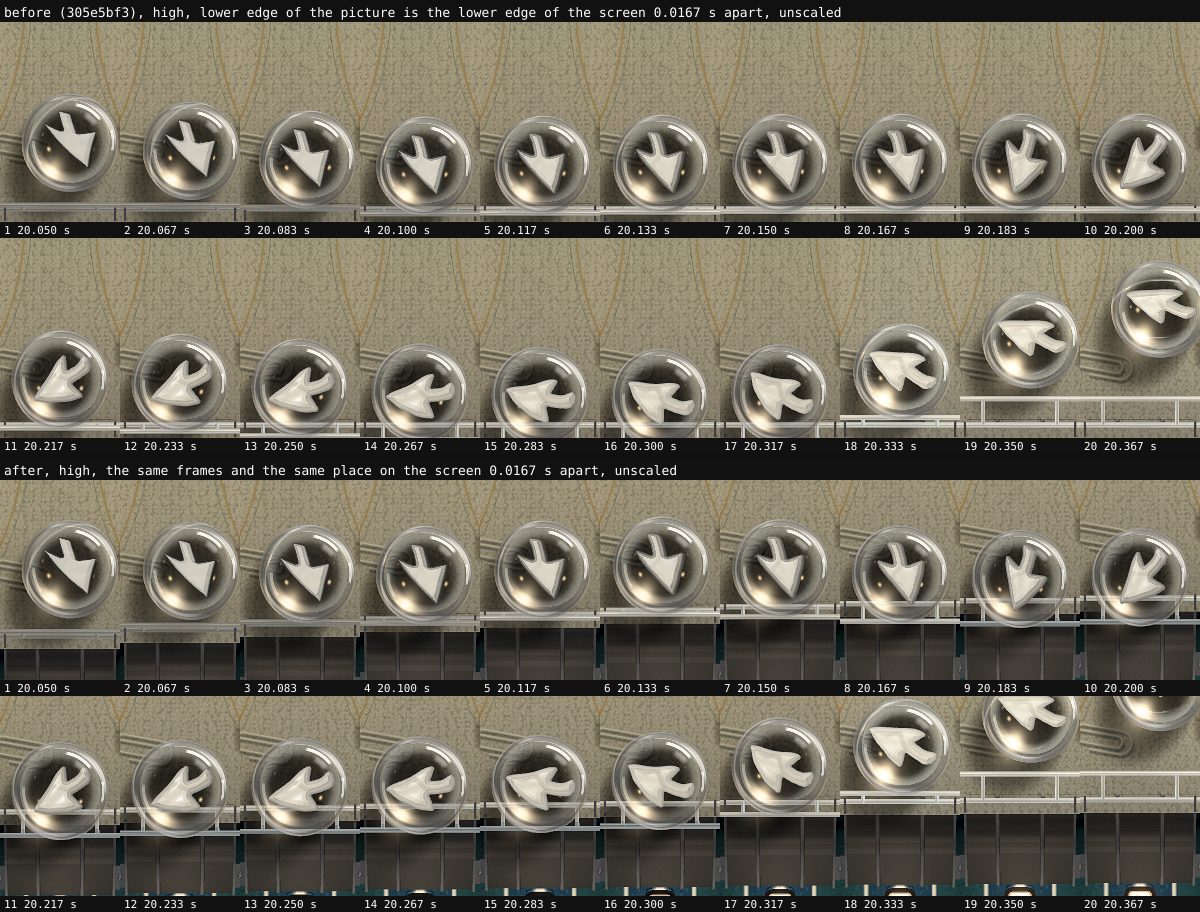 before (305e5bf3), high, lower edge of the picture is the lower edge of the screen 0.0167 s apart, unscaled
1 20.050 s 2 20.067 s 3 20.083 s 4 20.100 s 5 20.117 s 6 20.133 s 7 20.150 s 8 20.167 s 9 20.183 s 10 20.200 s
11 20.217 s 12 20.233 s 13 20.250 s 14 20.267 s 15 20.283 s 16 20.300 s 17 20.317 s 18 20.333 s 19 20.350 s 20 20.367 s
after, high, the same frames and the same place on the screen 0.0167 s apart, unscaled
1 20.050 s 2 20.067 s 3 20.083 s 4 20.100 s 5 20.117 s 6 20.133 s 7 20.150 s 8 20.167 s 9 20.183 s 10 20.200 s
11 20.217 s 12 20.233 s 13 20.250 s 14 20.267 s 15 20.283 s 16 20.300 s 17 20.317 s 18 20.333 s 19 20.350 s 20 20.367 s